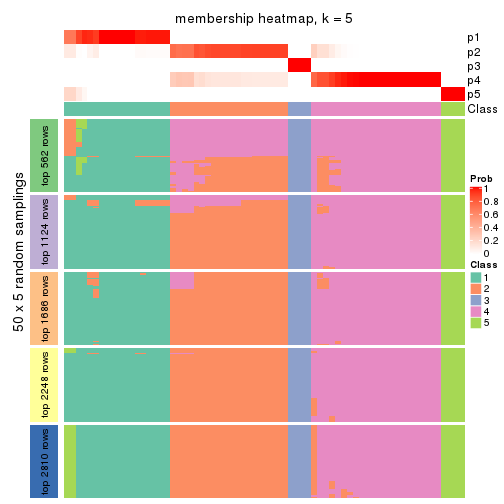 membership heatmap, k = 5
p1
p2
p3
p4
p5
Class
50 x 5 random samplings
top 562 rows
top 1124 rows
top 1686 rows
top 2248 rows
top 2810 rows
Prob
1
0.8
0.6
0.4
0.2
0
Class
1
2
3
4
5